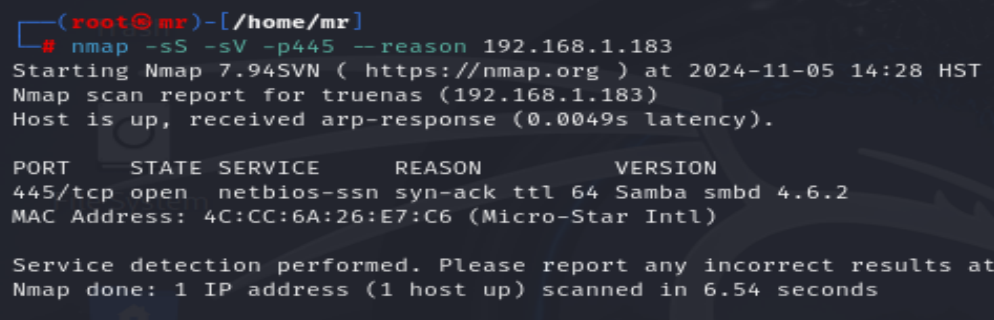 ┌──(root㉿mr)-[/home/mr]
└─# nmap -sS -sV -p445 --reason 192.168.1.183
Starting Nmap 7.94SVN ( https://nmap.org ) at 2024-11-05 14:28 HST
Nmap scan report for truenas (192.168.1.183)
Host is up, received arp-response (0.0049s latency).
PORT    STATE SERVICE     REASON         VERSION
445/tcp open  netbios-ssn syn-ack ttl 64 Samba smbd 4.6.2
MAC Address: 4C:CC:6A:26:E7:C6 (Micro-Star Intl)
Service detection performed. Please report any incorrect results at
Nmap done: 1 IP address (1 host up) scanned in 6.54 seconds